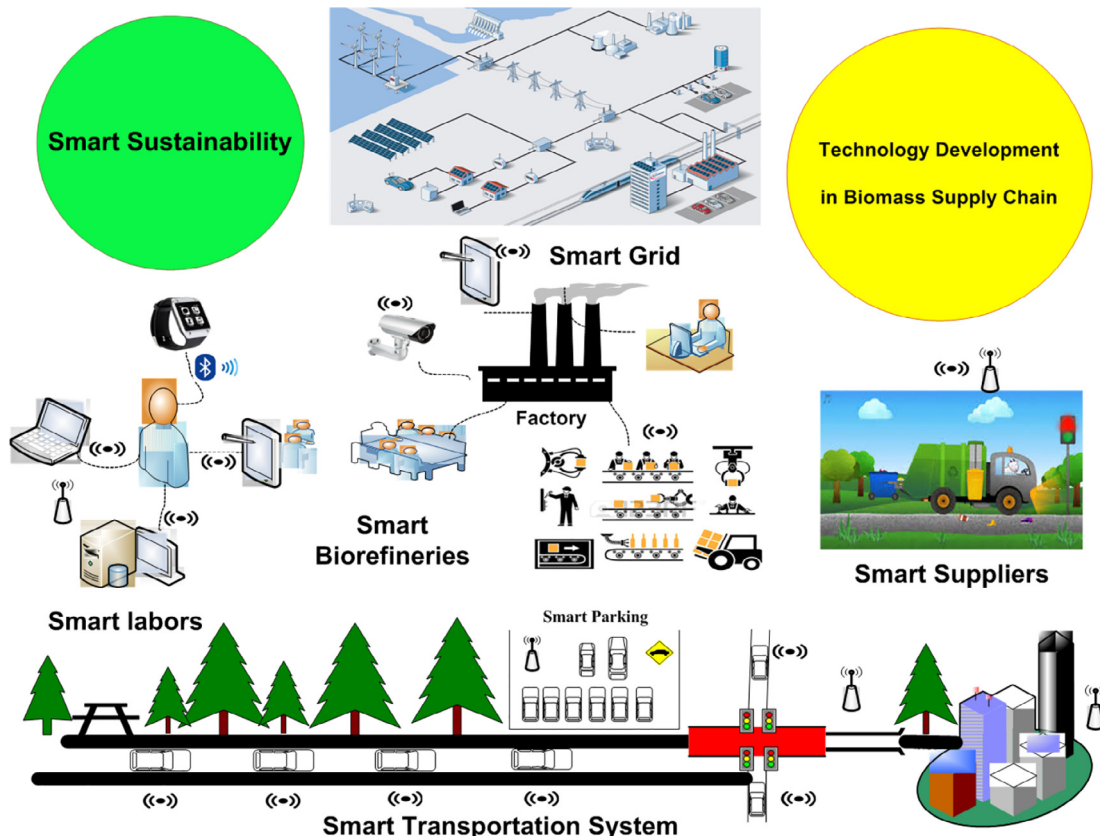 Smart Sustainability
Technology Development
in Biomass Supply Chain
Smart Grid
Factory
Smart
Biorefineries
Smart Suppliers
Smart labors
Smart Parking
Smart Transportation System